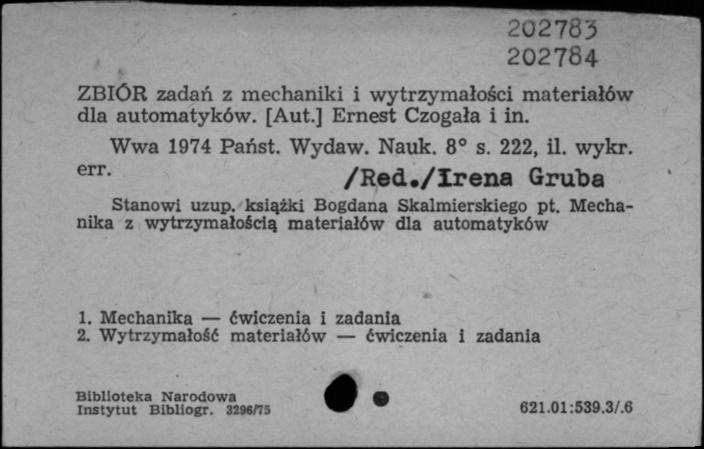 202783
202784
ZBIÓR zadań z mechaniki i wytrzymałości materiałów
dla automatyków. [Aut.] Ernest Czogała i in.
Wwa 1974 Państ. Wydaw. Nauk. 8° s. 222, il. wykr.
err.
/Red./Irena Gruba
Stanowi uzup. książki Bogdana Skalmierskiego pt. Mecha-
nika z wytrzymałością materiałów dla automatyków
1. Mechanika — ćwiczenia i zadania
2. Wytrzymałość materiałów — ćwiczenia i zadania
Biblioteka Narodowa
Instytut Bibliogr. 3296/75
621.01:539.3/.6